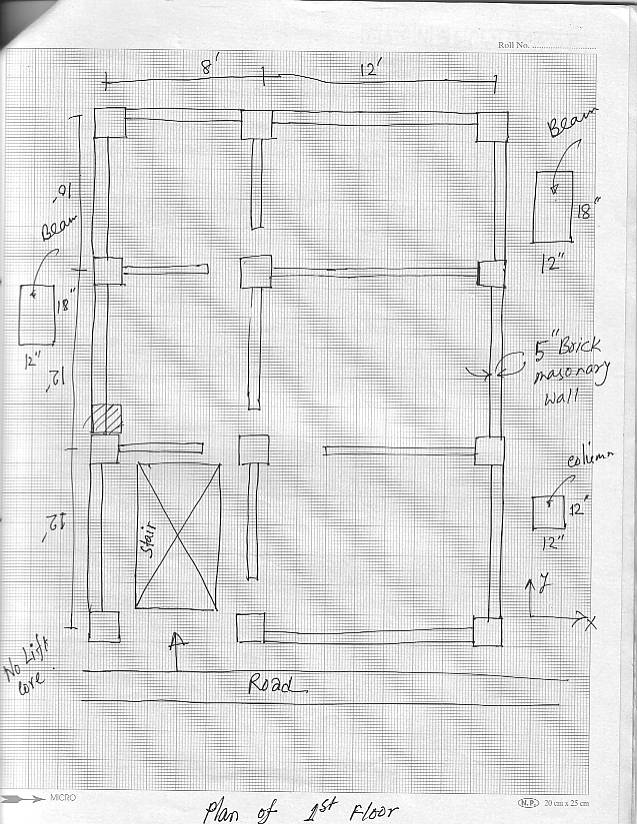 Roll No.
8'
12'
Beam
10'
Beam
18"
12"
18"
12"
5" Brick
masonary
wall
12'
column
12"
12"
12'
Stair
Y
X
No Lift
core.
Road
MICRO
N.P. 20 cm x 25 cm
Plan of 1st Floor